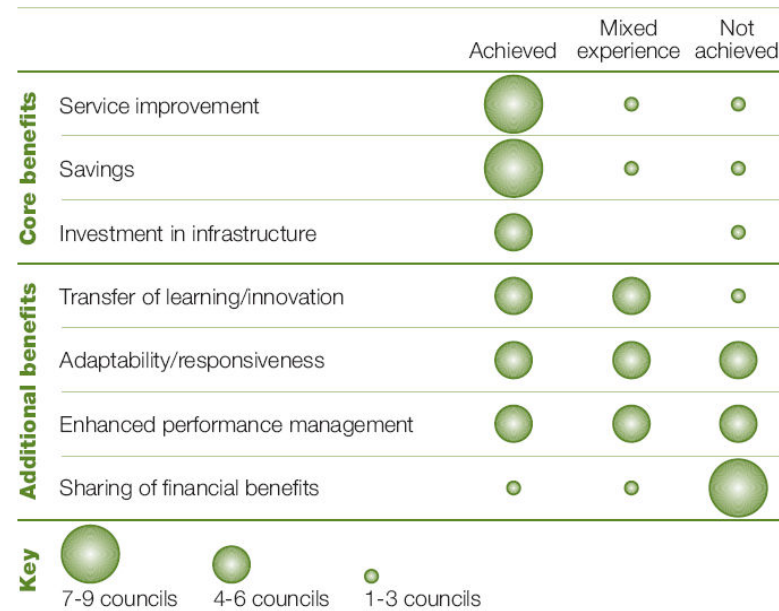 Achieved
Mixed experience
Not achieved
Core benefits
Service improvement
Savings
Investment in infrastructure
Additional benefits
Transfer of learning/innovation
Adaptability/responsiveness
Enhanced performance management
Sharing of financial benefits
Key
7-9 councils
4-6 councils
1-3 councils